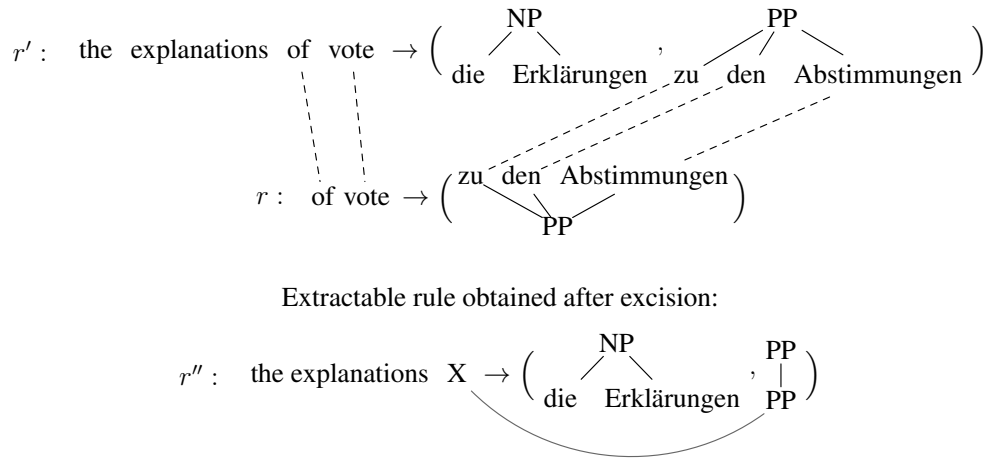 NP PP
r′ : the explanations of vote → ( , )
die Erklärungen zu den Abstimmungen
zu den Abstimmungen
r : of vote → ( )
PP
Extractable rule obtained after excision:
NP PP
r″ : the explanations X → ( , )
die Erklärungen PP